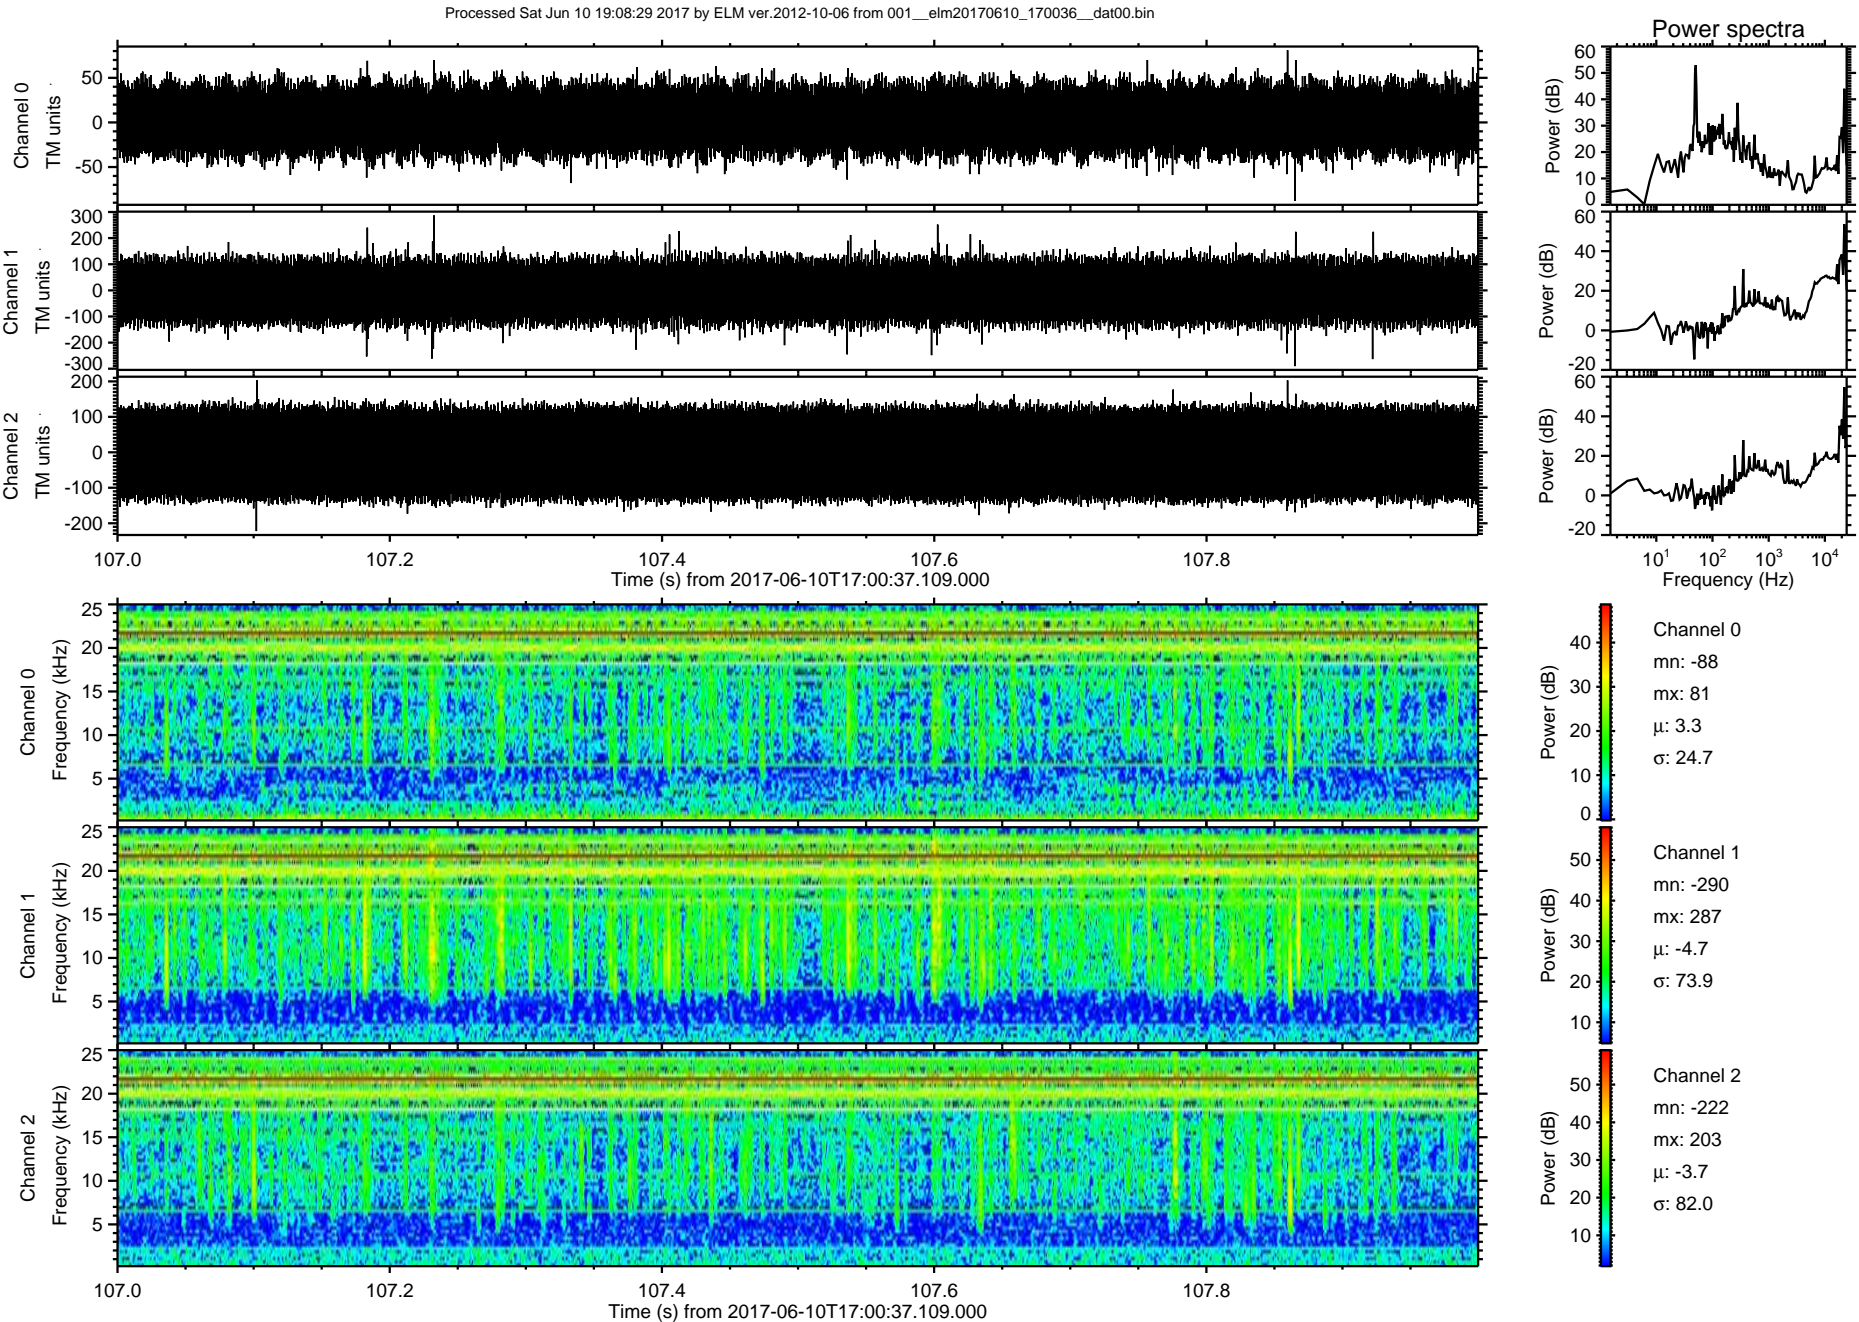 Processed Sat Jun 10 19:08:29 2017 by ELM ver.2012-10-06 from 001__elm20170610_170036__dat00.bin
Power spectra
Channel 0
TM units
50
0
-50
Power (dB)
60
50
40
30
20
10
0
Channel 1
TM units
300
200
100
0
-100
-200
-300
Power (dB)
60
40
20
0
-20
Channel 2
TM units
200
100
0
-100
-200
Power (dB)
60
40
20
0
-20
107.0 107.2 107.4 107.6 107.8
Time (s) from 2017-06-10T17:00:37.109.000
10¹ 10² 10³ 10⁴
Frequency (Hz)
Channel 0
Frequency (kHz)
25
20
15
10
5
Power (dB)
40
30
20
10
0
Channel 0
mn: -88
mx: 81
μ: 3.3
σ: 24.7
Channel 1
Frequency (kHz)
25
20
15
10
5
Power (dB)
50
40
30
20
10
Channel 1
mn: -290
mx: 287
μ: -4.7
σ: 73.9
Channel 2
Frequency (kHz)
25
20
15
10
5
Power (dB)
50
40
30
20
10
Channel 2
mn: -222
mx: 203
μ: -3.7
σ: 82.0
107.0 107.2 107.4 107.6 107.8
Time (s) from 2017-06-10T17:00:37.109.000